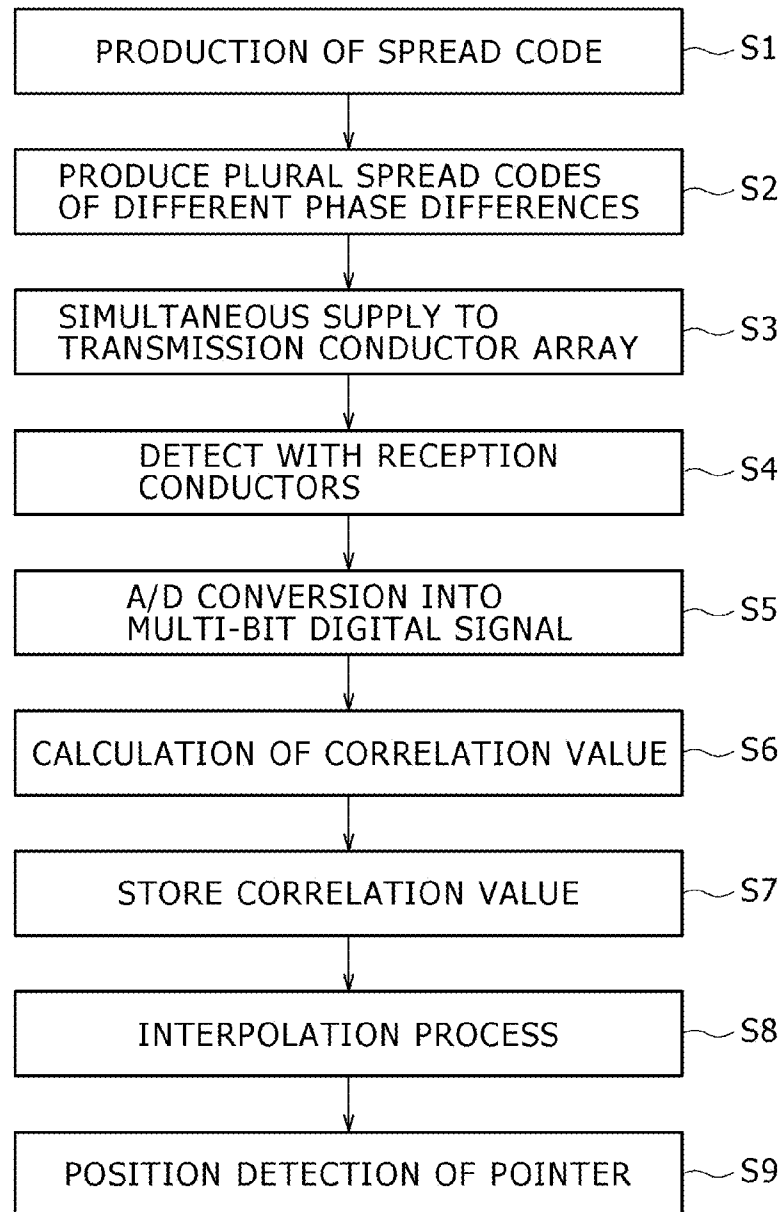 PRODUCTION OF SPREAD CODE
S1
PRODUCE PLURAL SPREAD CODES
OF DIFFERENT PHASE DIFFERENCES
S2
SIMULTANEOUS SUPPLY TO
TRANSMISSION CONDUCTOR ARRAY
S3
DETECT WITH RECEPTION
CONDUCTORS
S4
A/D CONVERSION INTO
MULTI-BIT DIGITAL SIGNAL
S5
CALCULATION OF CORRELATION VALUE
S6
STORE CORRELATION VALUE
S7
INTERPOLATION PROCESS
S8
POSITION DETECTION OF POINTER
S9